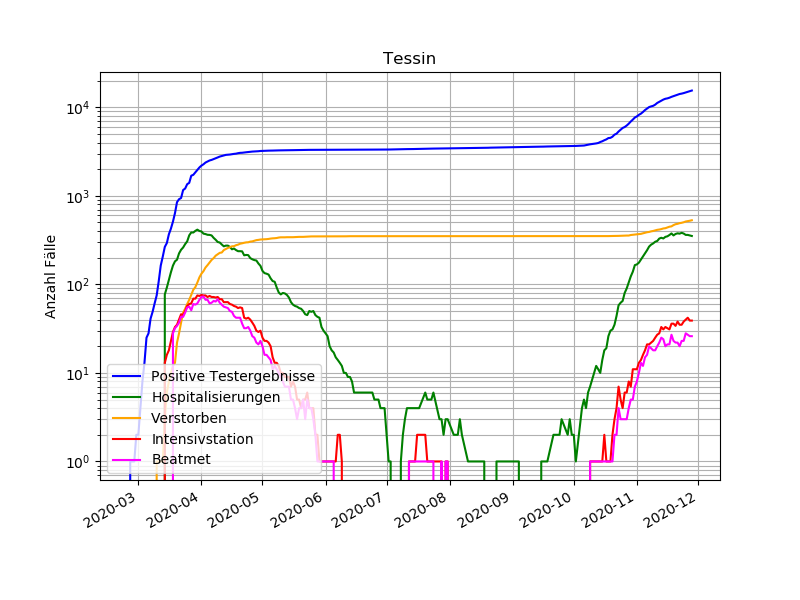 Tessin
Anzahl Fälle
10^4
10^3
10^2
10^1
10^0
Positive Testergebnisse
Hospitalisierungen
Verstorben
Intensivstation
Beatmet
2020-03
2020-04
2020-05
2020-06
2020-07
2020-08
2020-09
2020-10
2020-11
2020-12